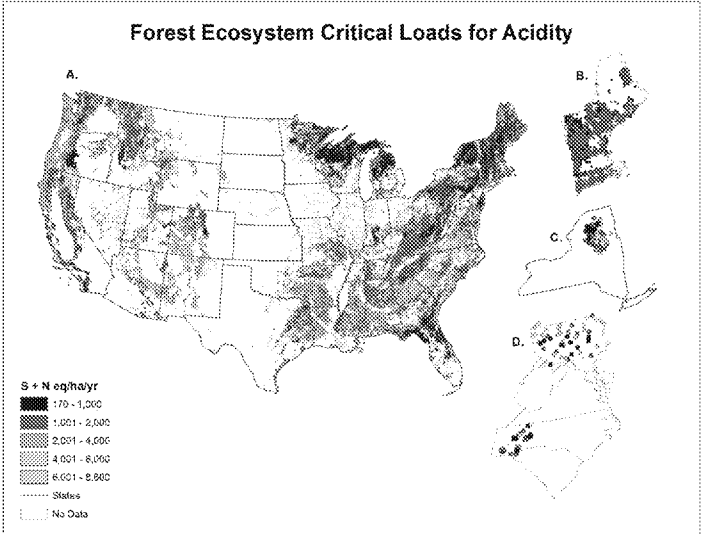 Forest Ecosystem Critical Loads for Acidity
A.
B.
C.
D.
S + N eq/ha/yr
170 - 1,000
1,001 - 2,000
2,001 - 4,000
4,001 - 6,000
6,001 - 8,600
States
No Data